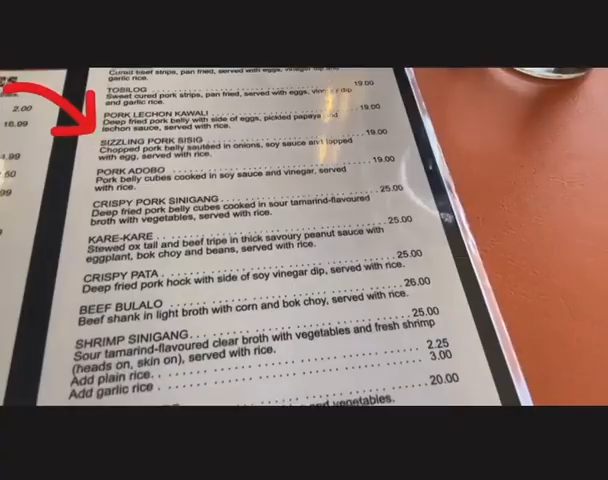 2.00
16.99
4.99
.50
99
Cured beef strips, pan fried, served with eggs, vinegar dip and
garlic rice.
TOBILOG 19.00
Sweet cured pork strips, pan fried, served with eggs, dip
and garlic rice.
PORK LECHON KAWALI 19.00
Deep fried pork belly with side of eggs, pickled papaya and
lechon sauce, served with rice.
SIZZLING PORK SISIG 19.00
Chopped pork belly sautéed in onions, soy sauce and topped
with egg, served with rice.
PORK ADOBO 19.00
Pork belly cubes cooked in soy sauce and vinegar, served
with rice.
CRISPY PORK SINIGANG 25.00
Deep fried pork belly cubes cooked in sour tamarind-flavoured
broth with vegetables, served with rice.
KARE-KARE 25.00
Stewed ox tail and beef tripe in thick savoury peanut sauce with
eggplant, bok choy and beans, served with rice.
CRISPY PATA 25.00
Deep fried pork hock with side of soy vinegar dip, served with rice.
BEEF BULALO 26.00
Beef shank in light broth with corn and bok choy, served with rice.
SHRIMP SINIGANG 25.00
Sour tamarind-flavoured clear broth with vegetables and fresh shrimp
(heads on, skin on), served with rice.
Add plain rice 2.25
Add garlic rice 3.00
20.00
and vegetables.